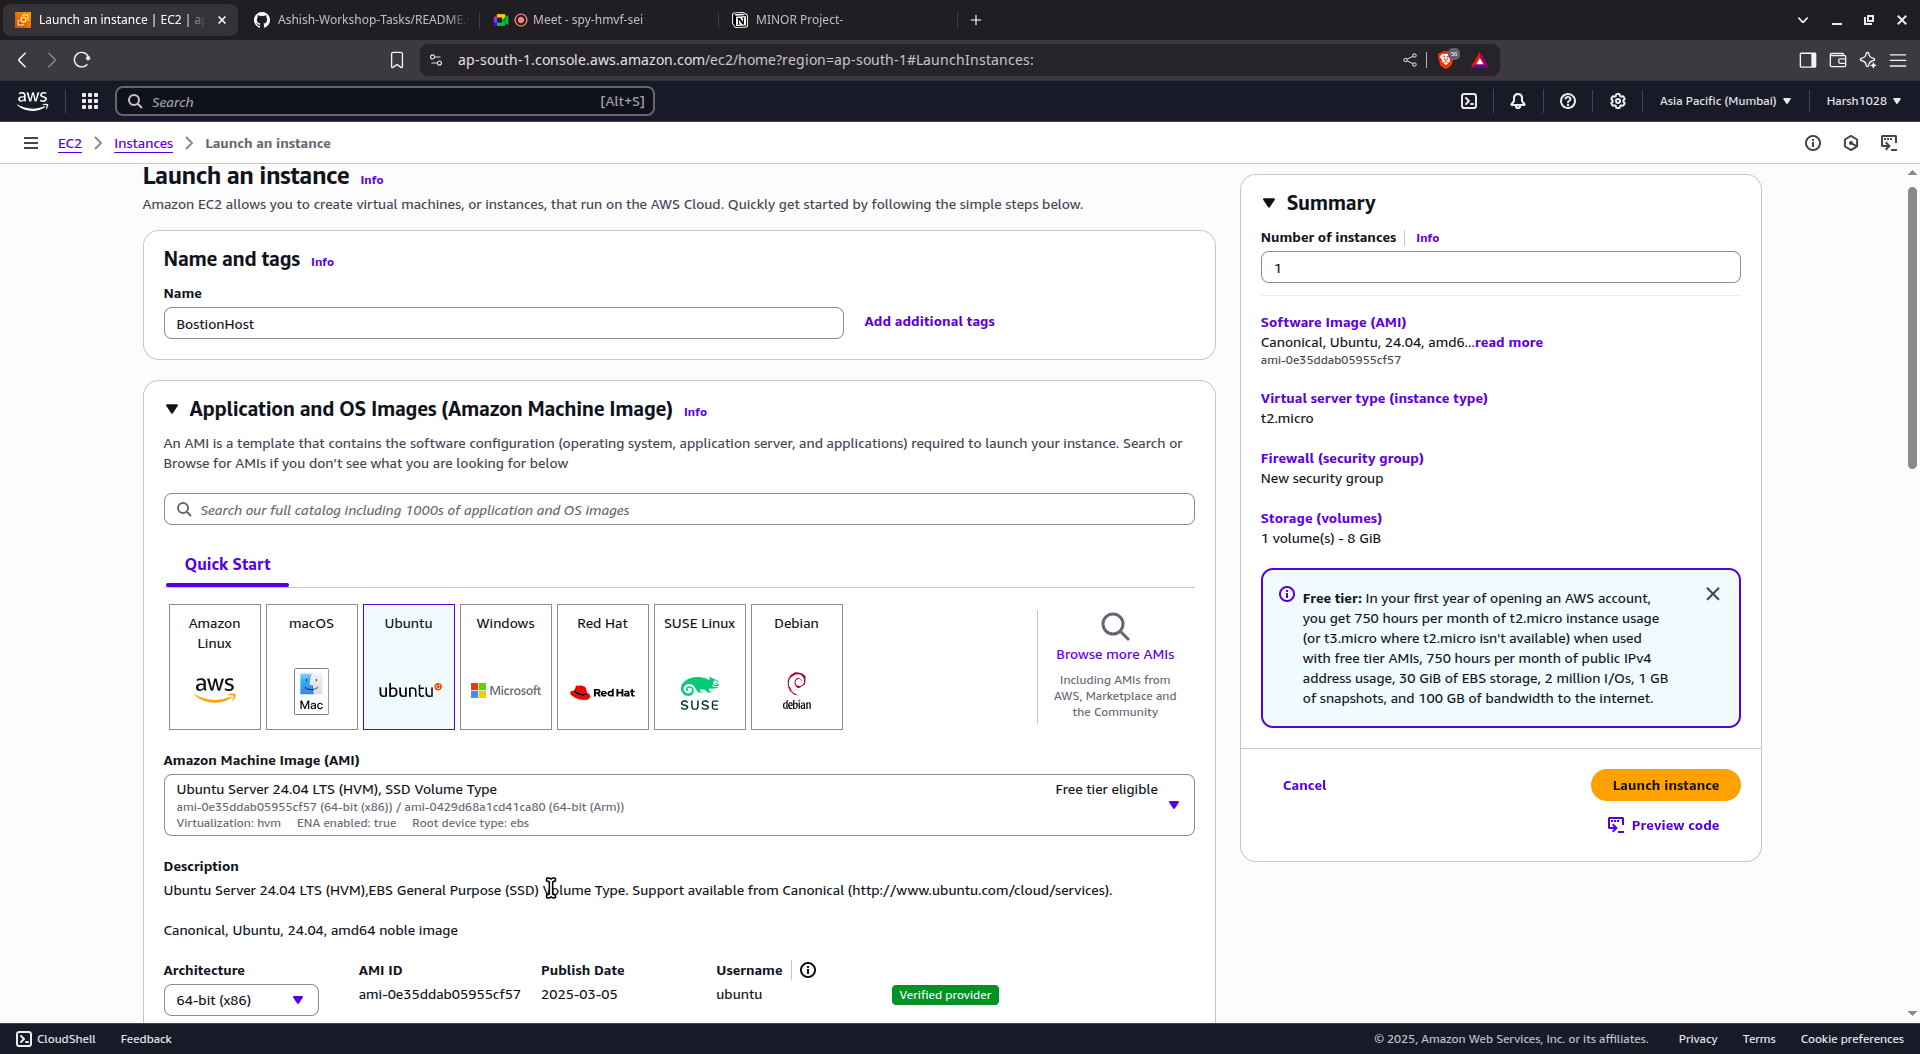 Launch an instance | EC2 | a
Ashish-Workshop-Tasks/README.
Meet - spy-hmvf-sei
MINOR Project-
ap-south-1.console.aws.amazon.com/ec2/home?region=ap-south-1#LaunchInstances:
aws
Search
[Alt+S]
Asia Pacific (Mumbai)
Harsh1028
EC2
Instances
Launch an instance
Launch an instance Info
Amazon EC2 allows you to create virtual machines, or instances, that run on the AWS Cloud. Quickly get started by following the simple steps below.
Name and tags Info
Name
BostionHost
Add additional tags
Application and OS Images (Amazon Machine Image) Info
An AMI is a template that contains the software configuration (operating system, application server, and applications) required to launch your instance. Search or
Browse for AMIs if you don't see what you are looking for below
Search our full catalog including 1000s of application and OS images
Quick Start
Amazon
Linux
aws
macOS
Mac
Ubuntu
ubuntu
Windows
Microsoft
Red Hat
Red Hat
SUSE Linux
SUSE
Debian
debian
Browse more AMIs
Including AMIs from
AWS, Marketplace and
the Community
Amazon Machine Image (AMI)
Ubuntu Server 24.04 LTS (HVM), SSD Volume Type
Free tier eligible
ami-0e35ddab05955cf57 (64-bit (x86)) / ami-0429d68a1cd41ca80 (64-bit (Arm))
Virtualization: hvm ENA enabled: true Root device type: ebs
Description
Ubuntu Server 24.04 LTS (HVM),EBS General Purpose (SSD) Volume Type. Support available from Canonical (http://www.ubuntu.com/cloud/services).
Canonical, Ubuntu, 24.04, amd64 noble image
Architecture
64-bit (x86)
AMI ID
ami-0e35ddab05955cf57
Publish Date
2025-03-05
Username
ubuntu
Verified provider
Summary
Number of instances Info
1
Software Image (AMI)
Canonical, Ubuntu, 24.04, amd6...read more
ami-0e35ddab05955cf57
Virtual server type (instance type)
t2.micro
Firewall (security group)
New security group
Storage (volumes)
1 volume(s) - 8 GiB
Free tier: In your first year of opening an AWS account,
you get 750 hours per month of t2.micro instance usage
(or t3.micro where t2.micro isn't available) when used
with free tier AMIs, 750 hours per month of public IPv4
address usage, 30 GiB of EBS storage, 2 million I/Os, 1 GB
of snapshots, and 100 GB of bandwidth to the internet.
Cancel
Launch instance
Preview code
CloudShell
Feedback
© 2025, Amazon Web Services, Inc. or its affiliates.
Privacy
Terms
Cookie preferences